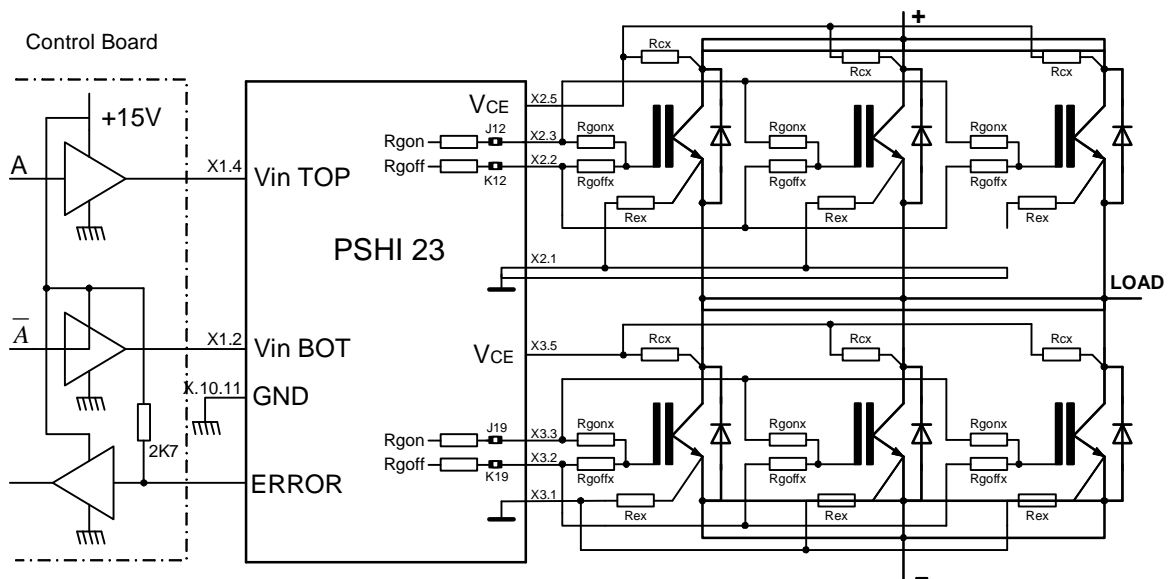 +
Control Board
Rcx
Rcx
Rcx
+15V
VCE
X2.5
Rgon
J12
X2.3
Rgonx
Rgonx
Rgonx
A
X1.4
Vin TOP
Rgoff
K12
X2.2
Rgoffx
Rgoffx
Rgoffx
Rex
Rex
Rex
PSHI 23
X2.1
LOAD
A̅
X1.2
Vin BOT
VCE
X3.5
Rcx
Rcx
Rcx
X.10.11
GND
2K7
Rgon
J19
X3.3
Rgonx
Rgonx
Rgonx
Rgoff
K19
X3.2
Rgoffx
Rgoffx
Rgoffx
ERROR
X3.1
Rex
Rex
Rex
-